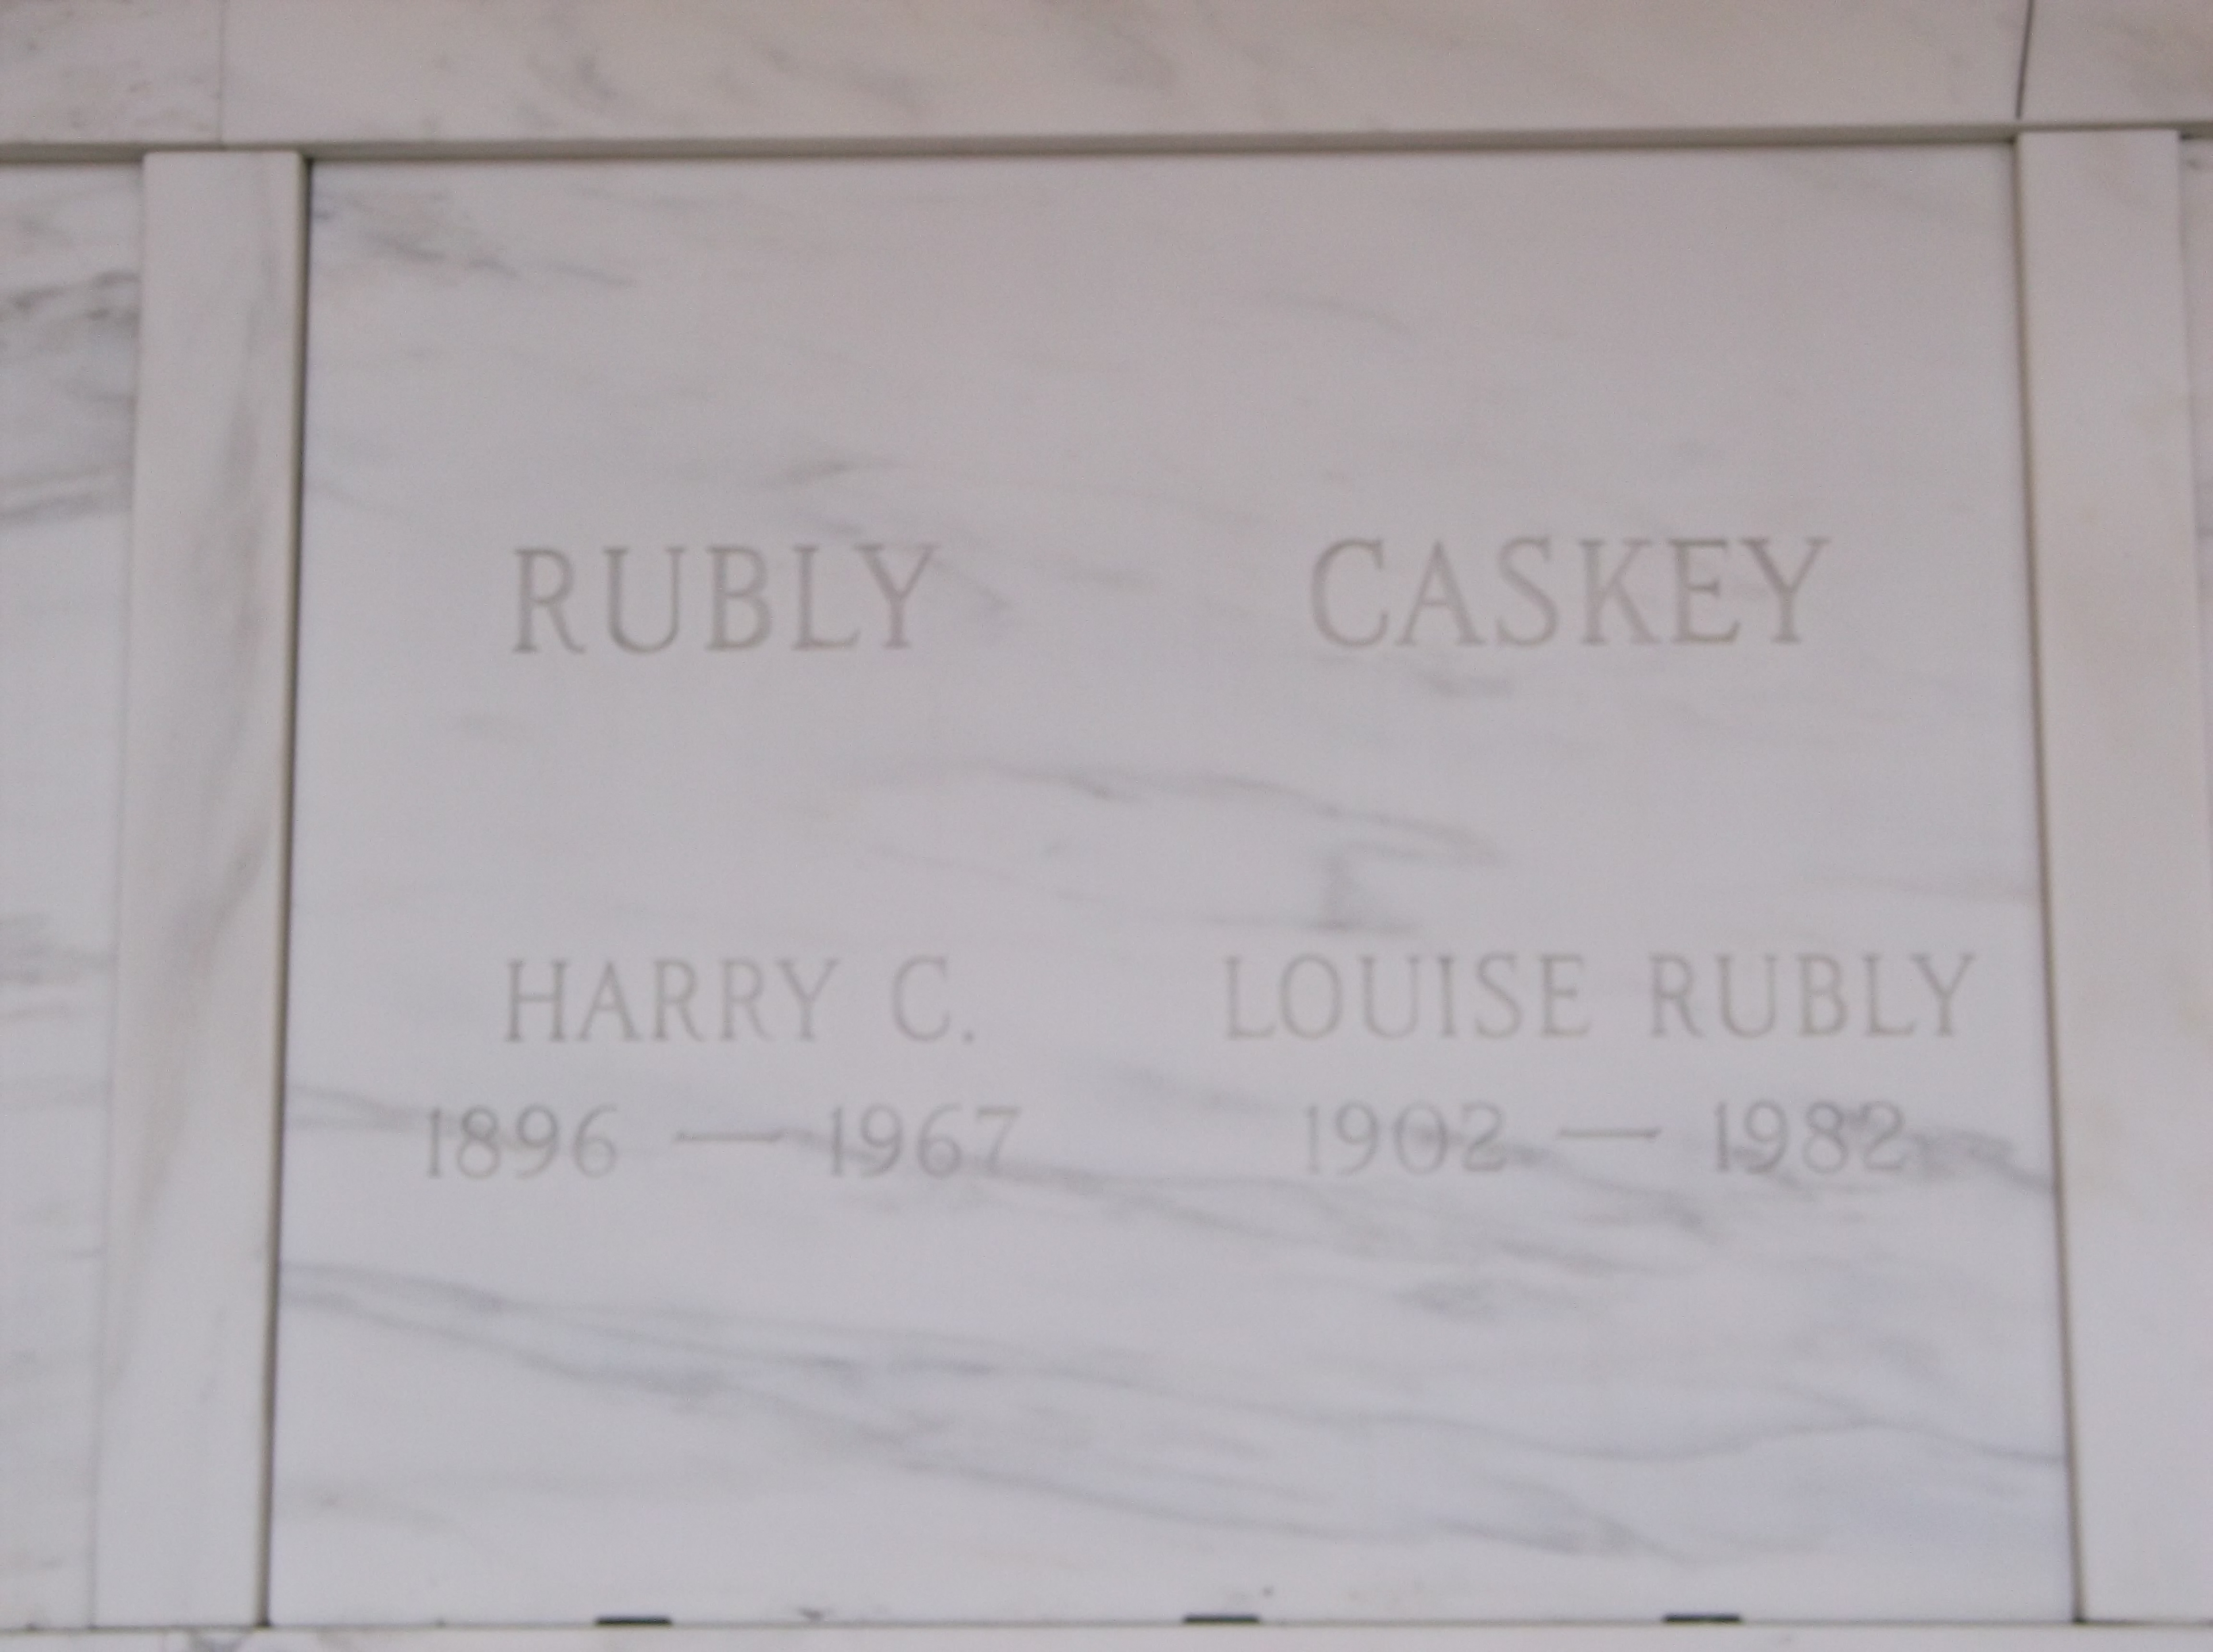 RUBLY
HARRY C.
1896 — 1967
CASKEY
LOUISE RUBLY
1902 — 1982